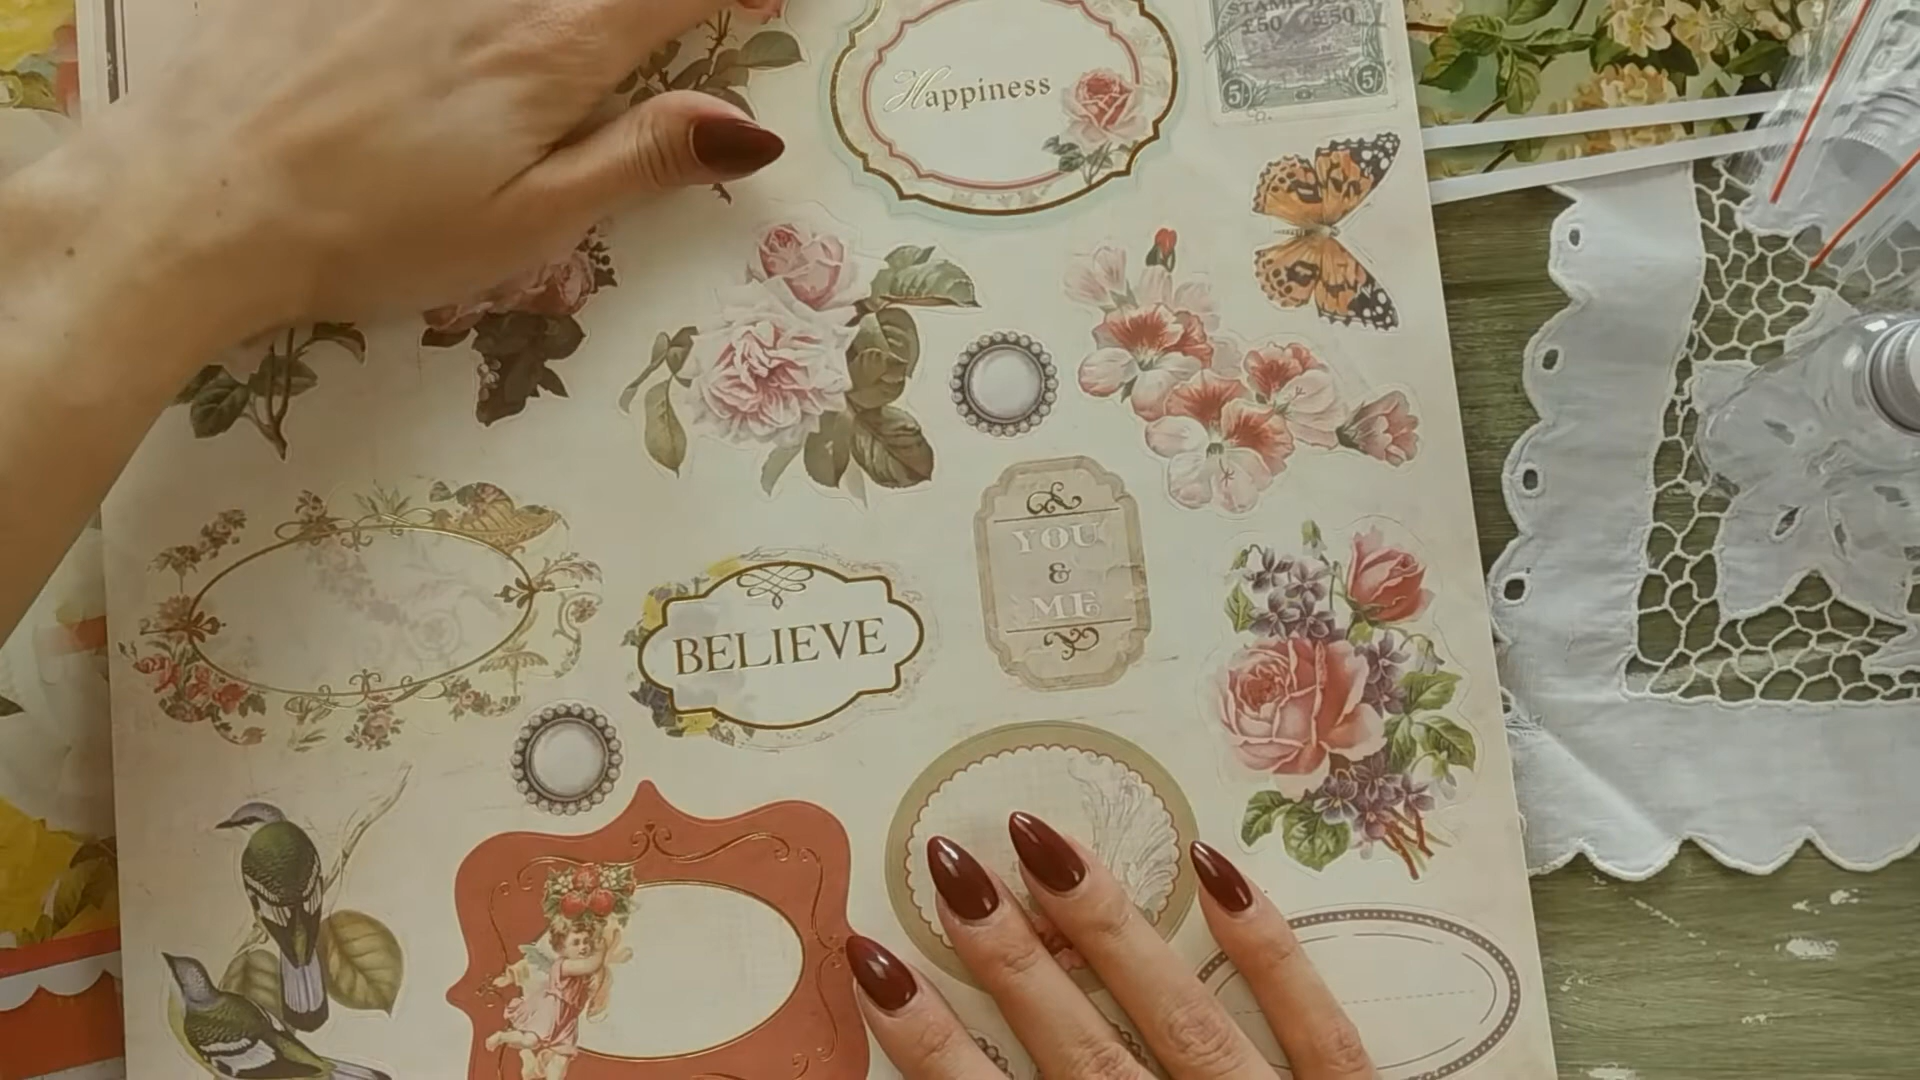 Happiness
STAMP
£50 £50
5/ 5/
YOU
&
ME
BELIEVE